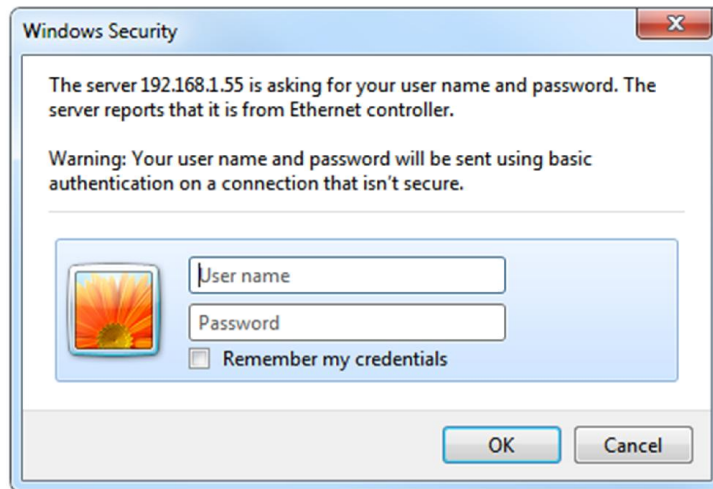 Windows Security
The server 192.168.1.55 is asking for your user name and password. The
server reports that it is from Ethernet controller.
Warning: Your user name and password will be sent using basic
authentication on a connection that isn't secure.
User name
Password
Remember my credentials
OK Cancel